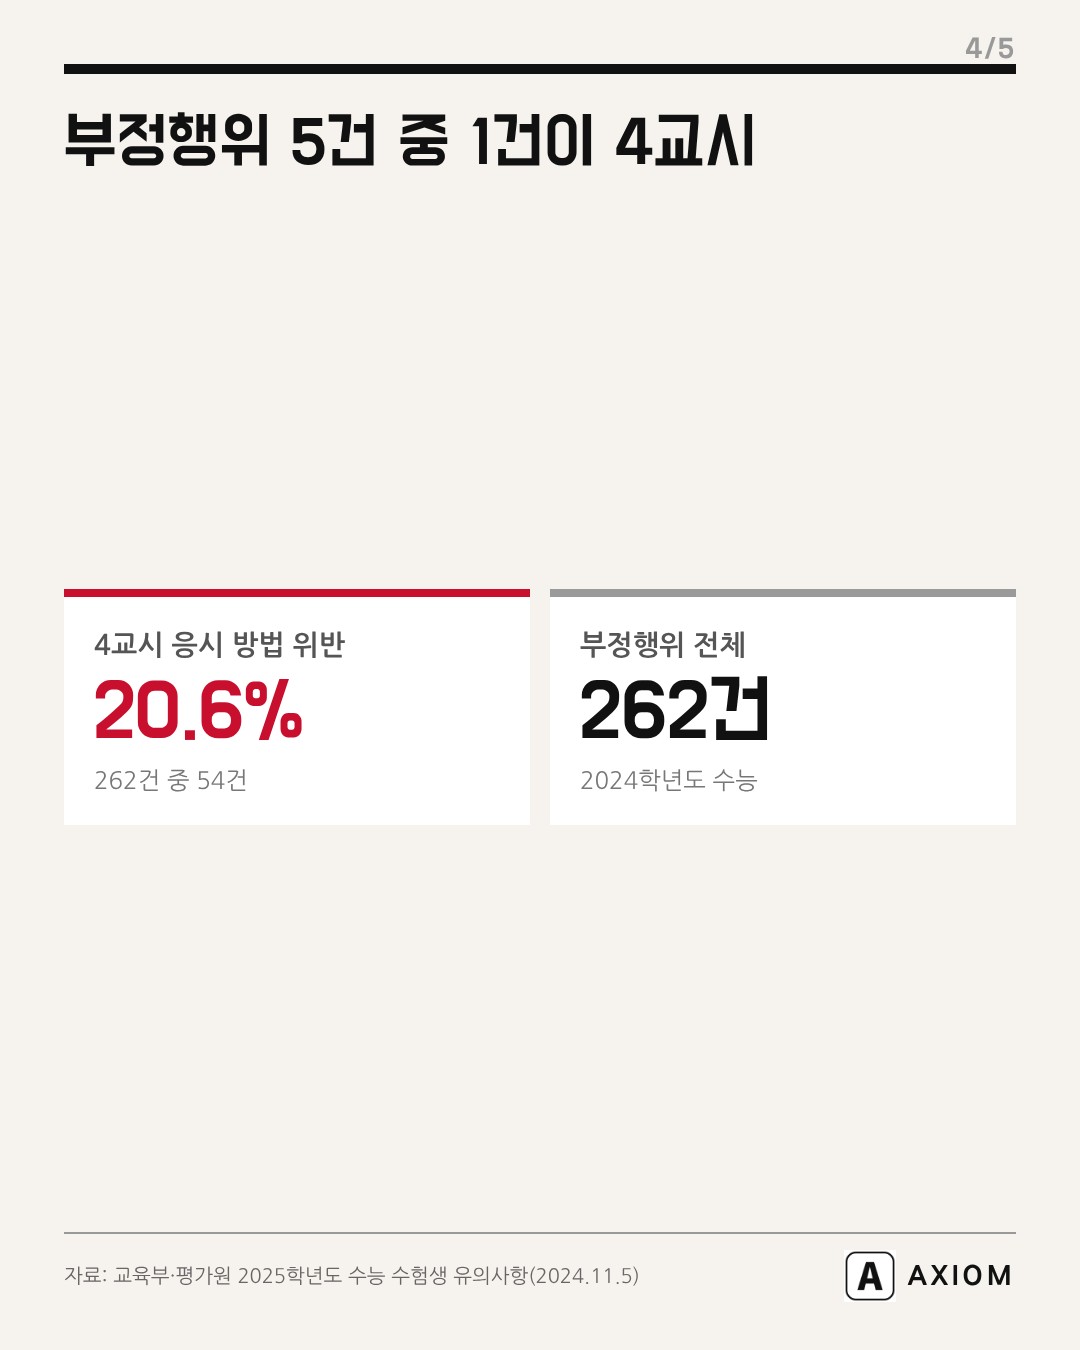 4/5
부정행위 5건 중 1건이 4교시
4교시 응시 방법 위반
20.6%
262건 중 54건
부정행위 전체
262건
2024학년도 수능
자료: 교육부·평가원 2025학년도 수능 수험생 유의사항(2024.11.5)
A AXIOM